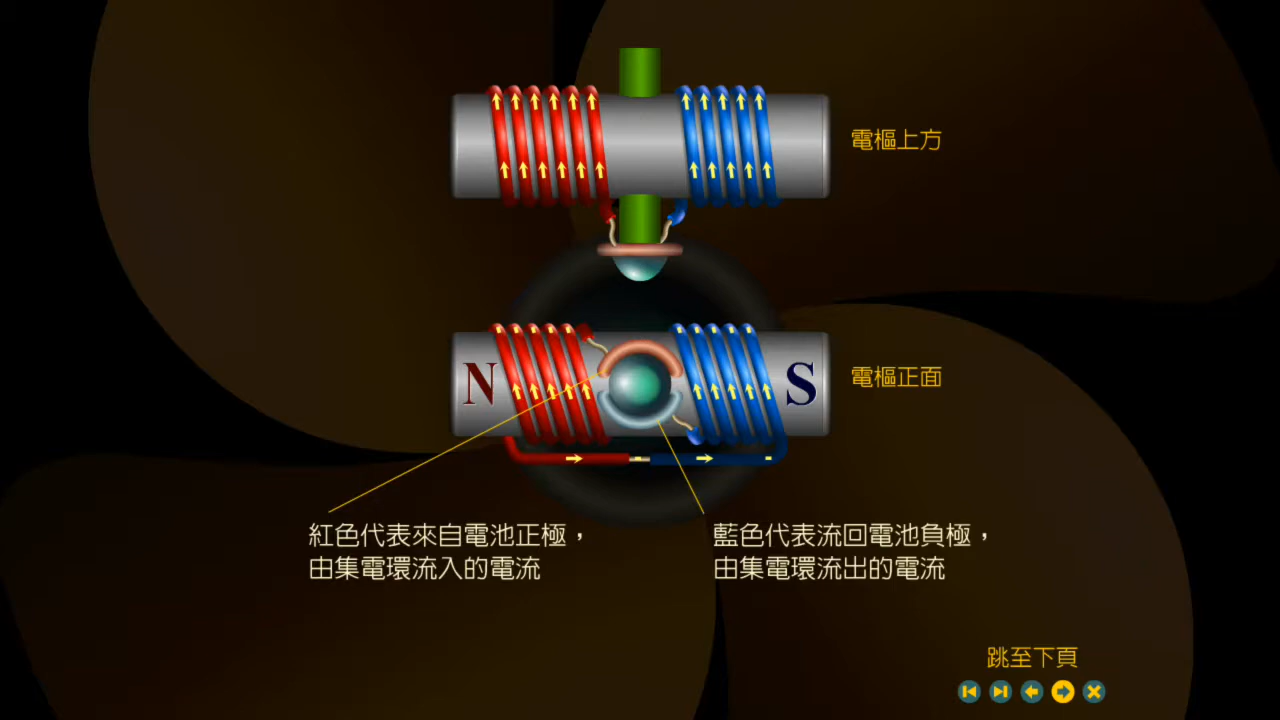 電樞上方
N
S
電樞正面
紅色代表來自電池正極，
由集電環流入的電流
藍色代表流回電池負極，
由集電環流出的電流
跳至下頁